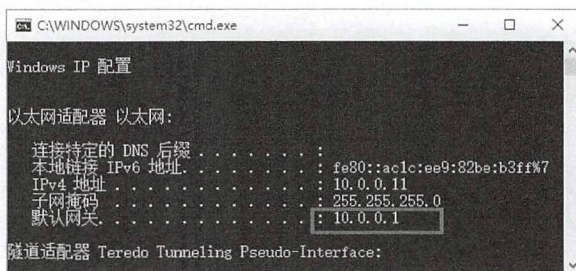 C:\WINDOWS\system32\cmd.exe
Windows IP 配置
以太网适配器 以太网:
连接特定的 DNS 后缀 . . . . . . . :
本地链接 IPv6 地址. . . . . . . . : fe80::ac1c:ee9:82be:b3ff%7
IPv4 地址 . . . . . . . . . . . . : 10.0.0.11
子网掩码 . . . . . . . . . . . . : 255.255.255.0
默认网关. . . . . . . . . . . . . : 10.0.0.1
隧道适配器 Teredo Tunneling Pseudo-Interface: